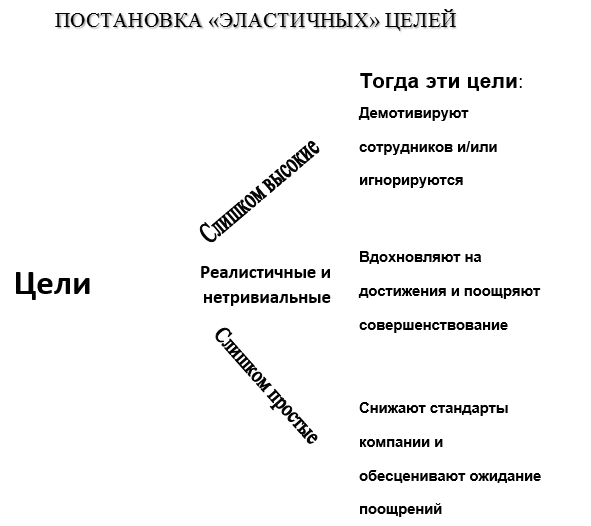 ПОСТАНОВКА «ЭЛАСТИЧНЫХ» ЦЕЛЕЙ
Тогда эти цели:
Слишком высокие
Демотивируют
сотрудников и/или
игнорируются
Цели
Реалистичные и
нетривиальные
Вдохновляют на
достижения и поощряют
совершенствование
Слишком простые
Снижают стандарты
компании и
обесценивают ожидание
поощрений